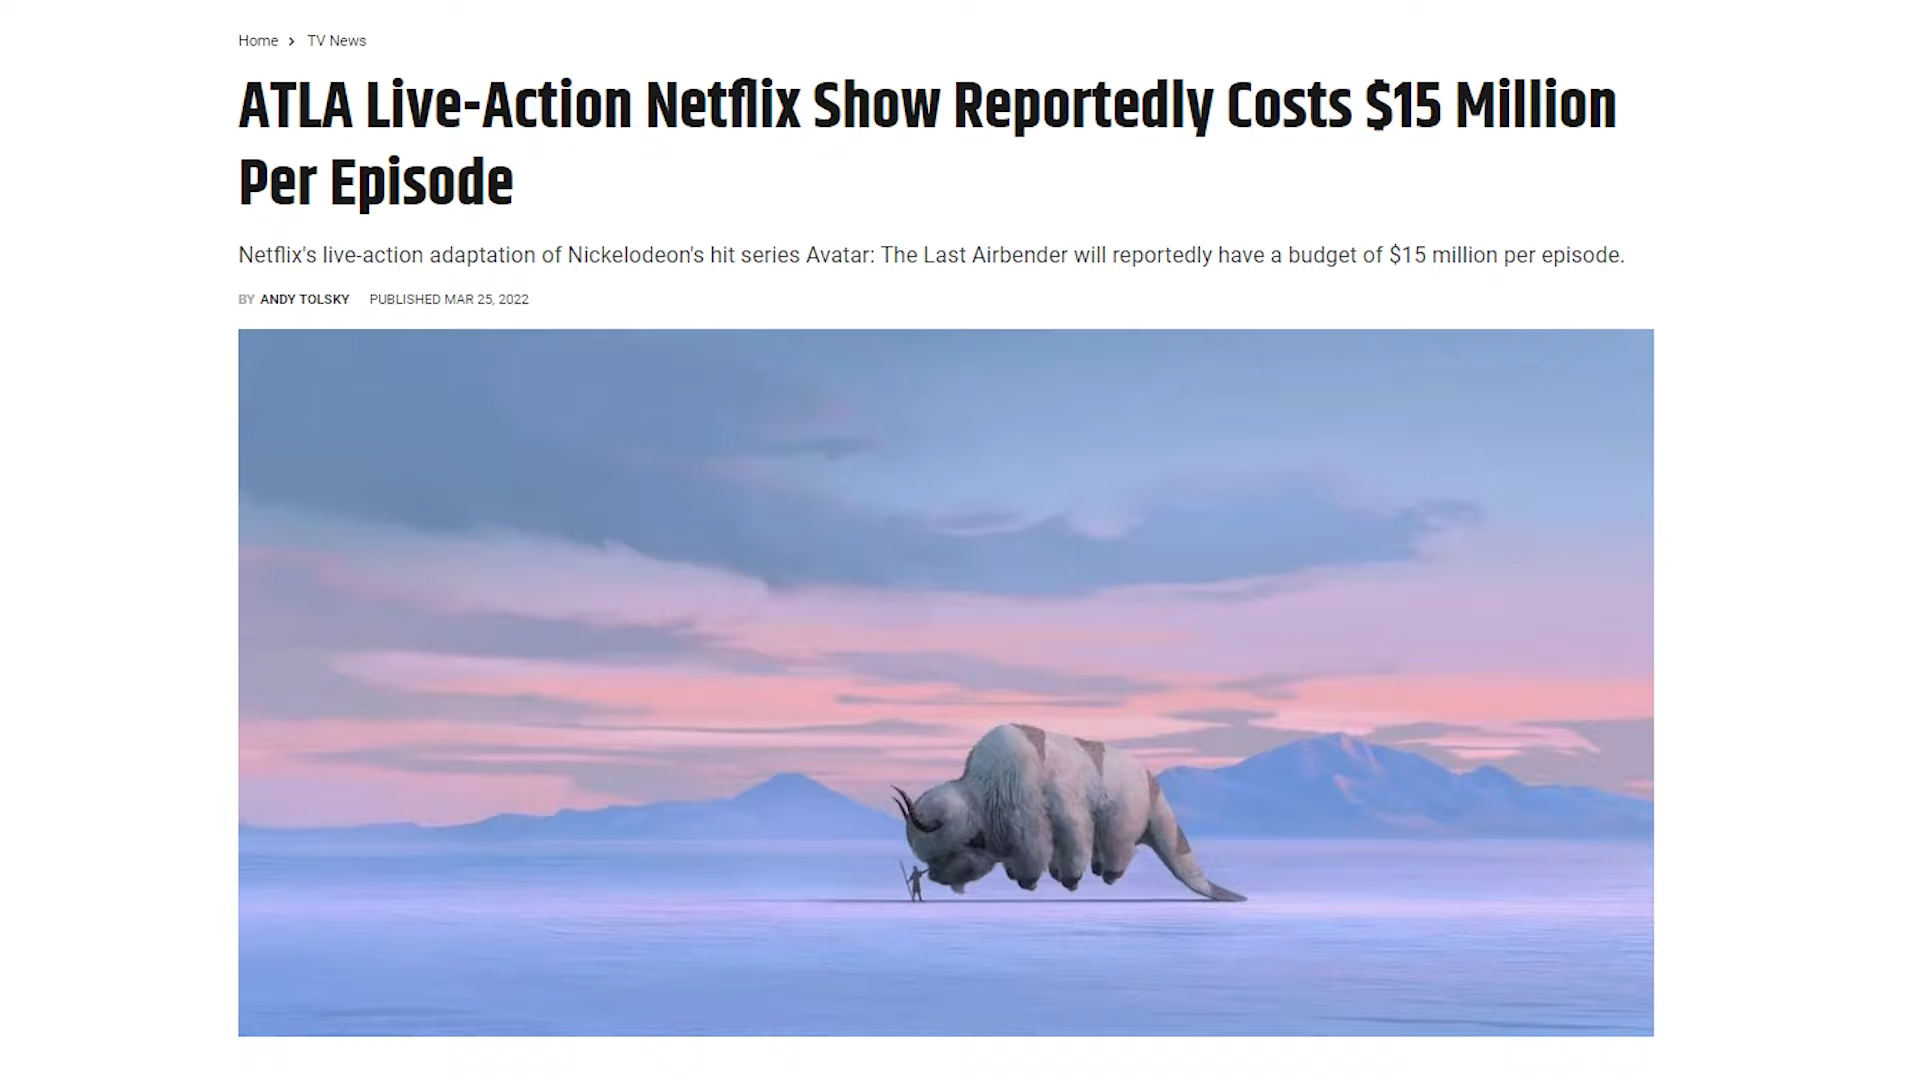 Home > TV News
ATLA Live-Action Netflix Show Reportedly Costs $15 Million
Per Episode
Netflix's live-action adaptation of Nickelodeon's hit series Avatar: The Last Airbender will reportedly have a budget of $15 million per episode.
BY ANDY TOLSKY PUBLISHED MAR 25, 2022